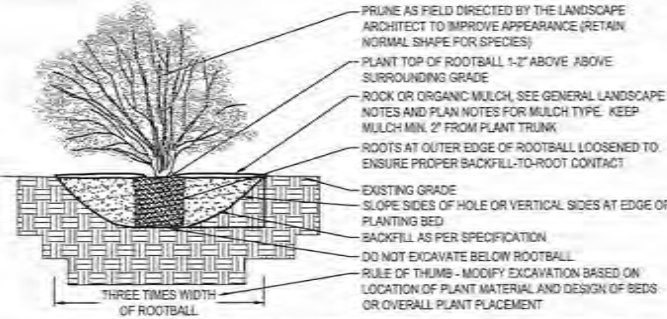 PRUNE AS FIELD DIRECTED BY THE LANDSCAPE
ARCHITECT TO IMPROVE APPEARANCE (RETAIN
NORMAL SHAPE FOR SPECIES)
PLANT TOP OF ROOTBALL 1-2" ABOVE ABOVE
SURROUNDING GRADE
ROCK OR ORGANIC MULCH, SEE GENERAL LANDSCAPE
NOTES AND PLAN NOTES FOR MULCH TYPE. KEEP
MULCH MIN. 2" FROM PLANT TRUNK
ROOTS AT OUTER EDGE OF ROOTBALL LOOSENED TO
ENSURE PROPER BACKFILL-TO-ROOT CONTACT
EXISTING GRADE
SLOPE SIDES OF HOLE OR VERTICAL SIDES AT EDGE OF
PLANTING BED
BACKFILL AS PER SPECIFICATION
DO NOT EXCAVATE BELOW ROOTBALL
RULE OF THUMB - MODIFY EXCAVATION BASED ON
LOCATION OF PLANT MATERIAL AND DESIGN OF BEDS
OR OVERALL PLANT PLACEMENT
THREE TIMES WIDTH
OF ROOTBALL